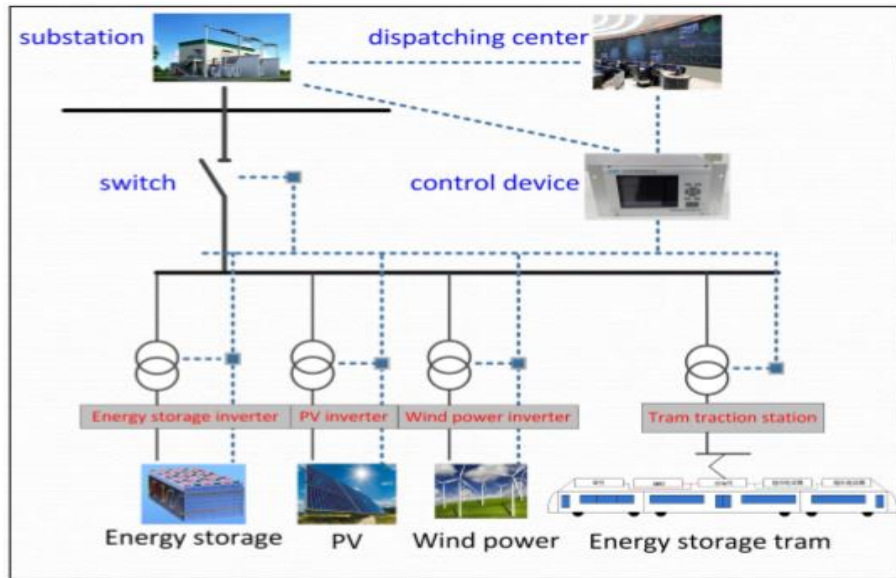 substation
dispatching center
switch
control device
Energy storage inverter
PV inverter
Wind power inverter
Tram traction station
Energy storage
PV
Wind power
Energy storage tram